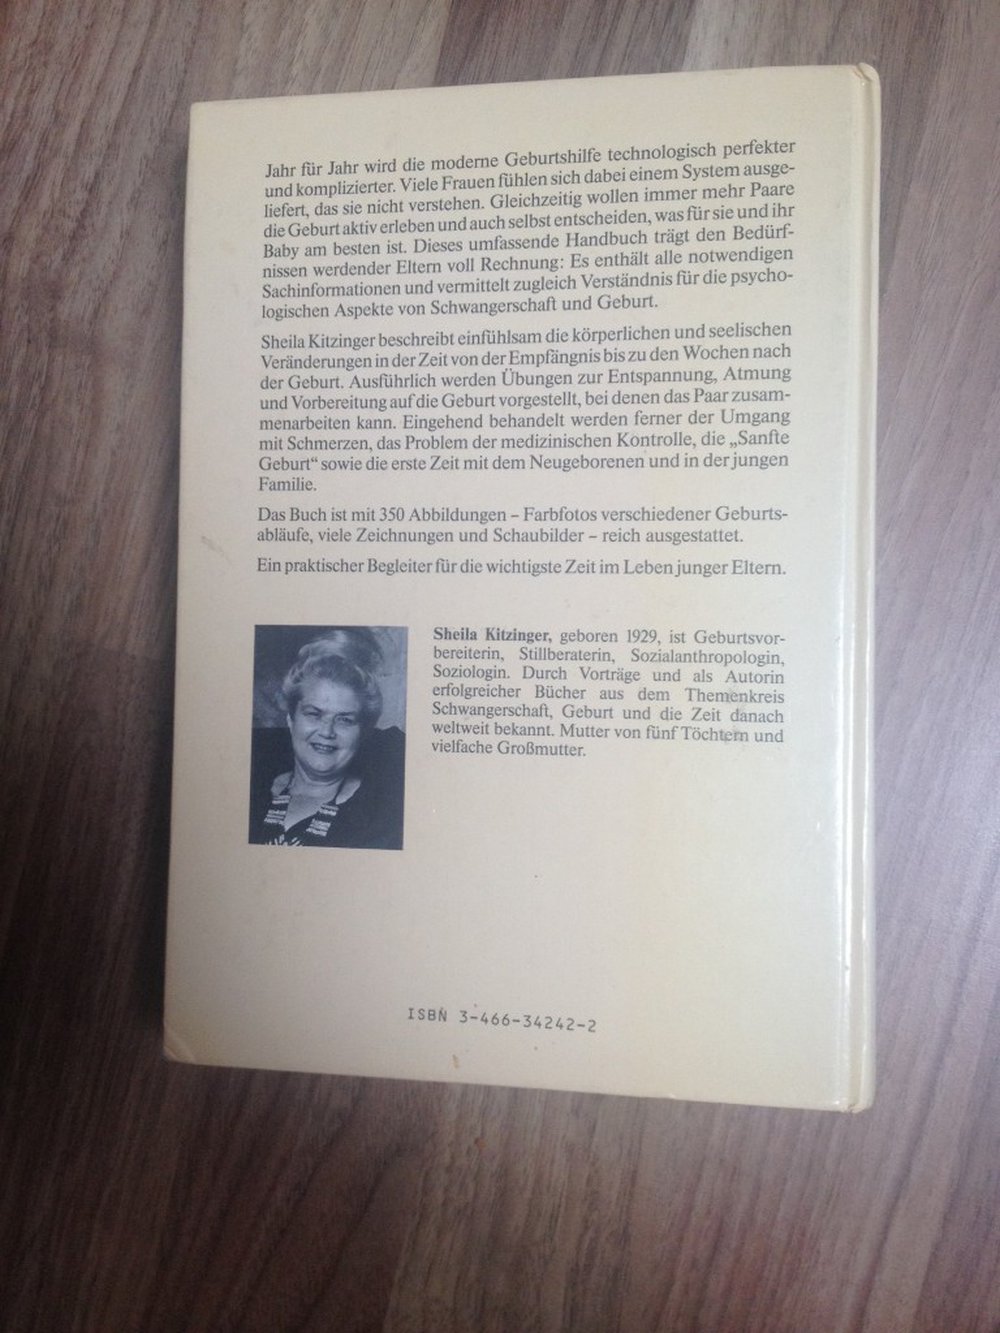 Jahr für Jahr wird die moderne Geburtshilfe technologisch perfekter
und komplizierter. Viele Frauen fühlen sich dabei einem System ausge-
liefert, das sie nicht verstehen. Gleichzeitig wollen immer mehr Paare
die Geburt aktiv erleben und auch selbst entscheiden, was für sie und ihr
Baby am besten ist. Dieses umfassende Handbuch trägt den Bedürf-
nissen werdender Eltern voll Rechnung: Es enthält alle notwendigen
Sachinformationen und vermittelt zugleich Verständnis für die psycho-
logischen Aspekte von Schwangerschaft und Geburt.
Sheila Kitzinger beschreibt einfühlsam die körperlichen und seelischen
Veränderungen in der Zeit von der Empfängnis bis zu den Wochen nach
der Geburt. Ausführlich werden Übungen zur Entspannung, Atmung
und Vorbereitung auf die Geburt vorgestellt, bei denen das Paar zusam-
menarbeiten kann. Eingehend behandelt werden ferner der Umgang
mit Schmerzen, das Problem der medizinischen Kontrolle, die „Sanfte
Geburt“ sowie die erste Zeit mit dem Neugeborenen und in der jungen
Familie.
Das Buch ist mit 350 Abbildungen – Farbfotos verschiedener Geburts-
abläufe, viele Zeichnungen und Schaubilder – reich ausgestattet.
Ein praktischer Begleiter für die wichtigste Zeit im Leben junger Eltern.
Sheila Kitzinger, geboren 1929, ist Geburtsvor-
bereiterin, Stillberaterin, Sozialanthropologin,
Soziologin. Durch Vorträge und als Autorin
erfolgreicher Bücher aus dem Themenkreis
Schwangerschaft, Geburt und die Zeit danach
weltweit bekannt. Mutter von fünf Töchtern und
vielfache Großmutter.
ISBN 3-466-34242-2